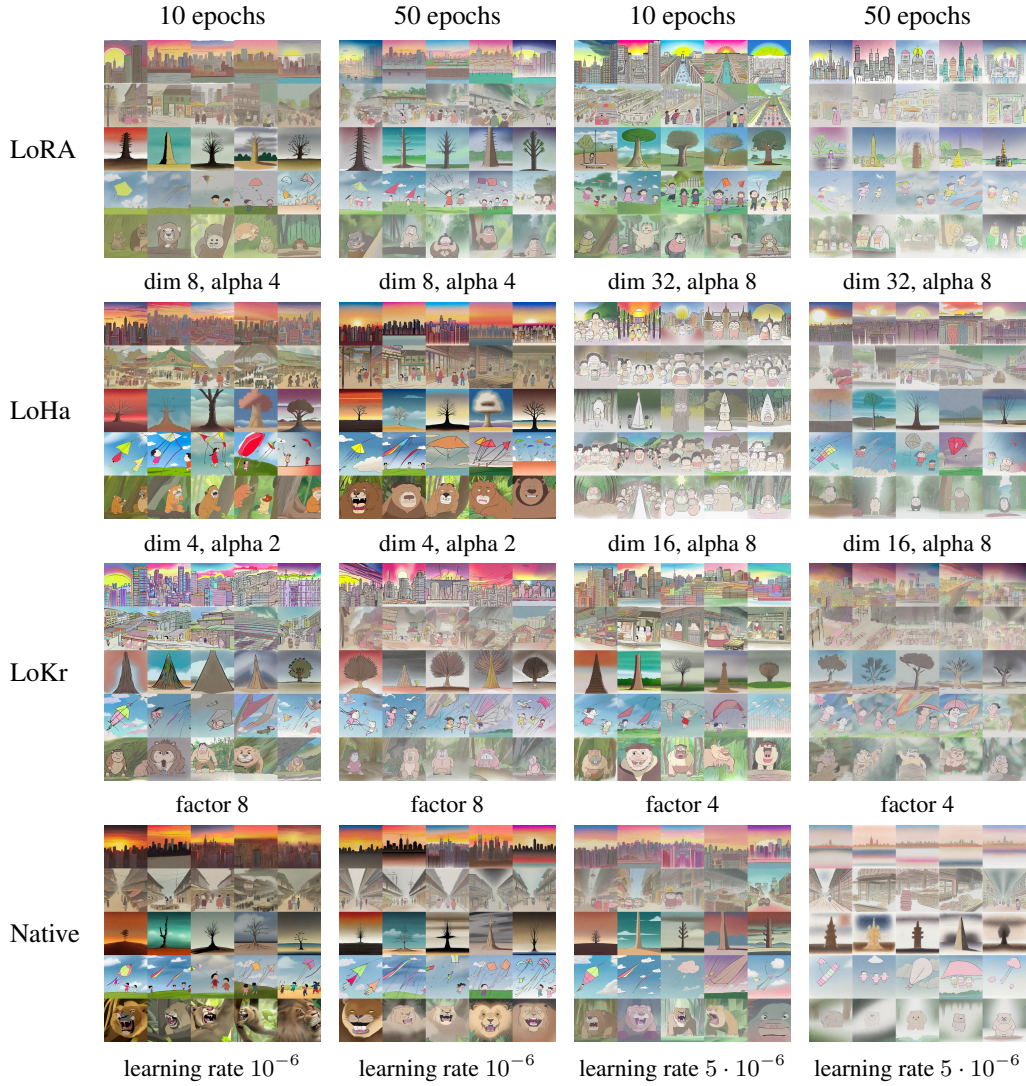 10 epochs 50 epochs 10 epochs 50 epochs
LoRA
dim 8, alpha 4 dim 8, alpha 4 dim 32, alpha 8 dim 32, alpha 8
LoHa
dim 4, alpha 2 dim 4, alpha 2 dim 16, alpha 8 dim 16, alpha 8
LoKr
factor 8 factor 8 factor 4 factor 4
Native
learning rate 10⁻⁶ learning rate 10⁻⁶ learning rate 5 · 10⁻⁶ learning rate 5 · 10⁻⁶